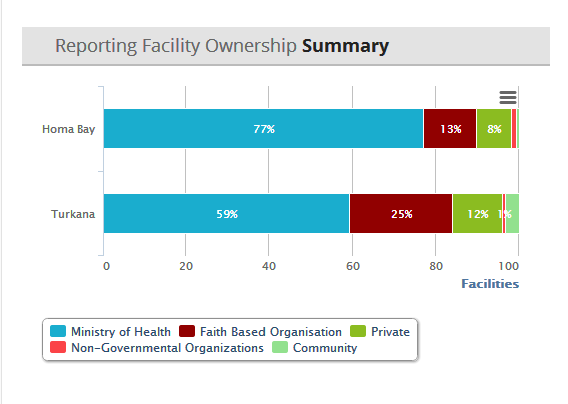 Reporting Facility Ownership Summary
Homa Bay
77%
13%
8%
Turkana
59%
25%
12%
1%
0
20
40
60
80
100
Facilities
Ministry of Health
Faith Based Organisation
Private
Non-Governmental Organizations
Community